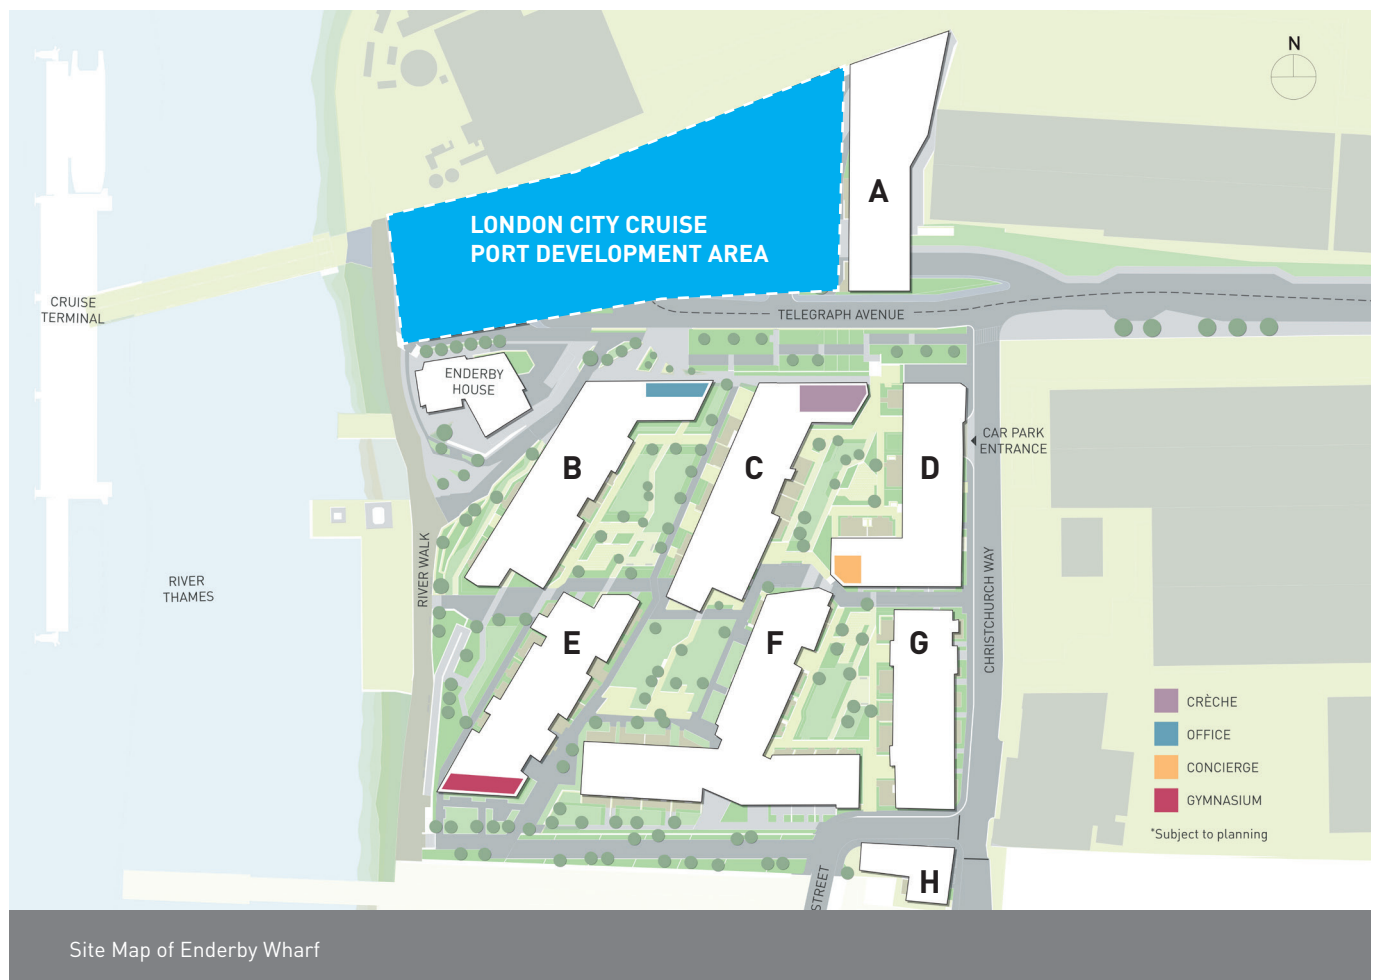 N
A
LONDON CITY CRUISE
PORT DEVELOPMENT AREA
CRUISE
TERMINAL
TELEGRAPH AVENUE
ENDERBY
HOUSE
CAR PARK
ENTRANCE
B
C
D
RIVER WALK
RIVER
THAMES
CHRISTCHURCH WAY
E
F
G
CRÈCHE
OFFICE
CONCIERGE
GYMNASIUM
*Subject to planning
STREET
H
Site Map of Enderby Wharf